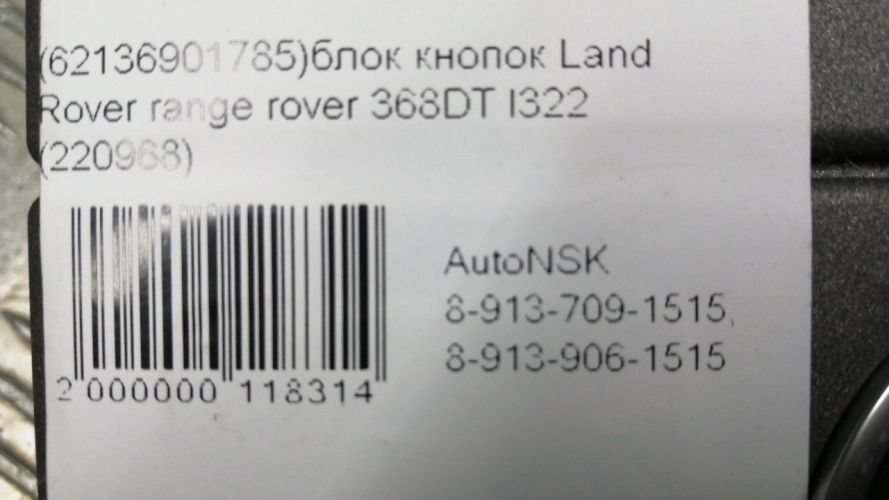 (62136901785)блок кнопок Land
Rover range rover 368DT l322
(220968)
AutoNSK
8-913-709-1515,
8-913-906-1515
2 000000 118314